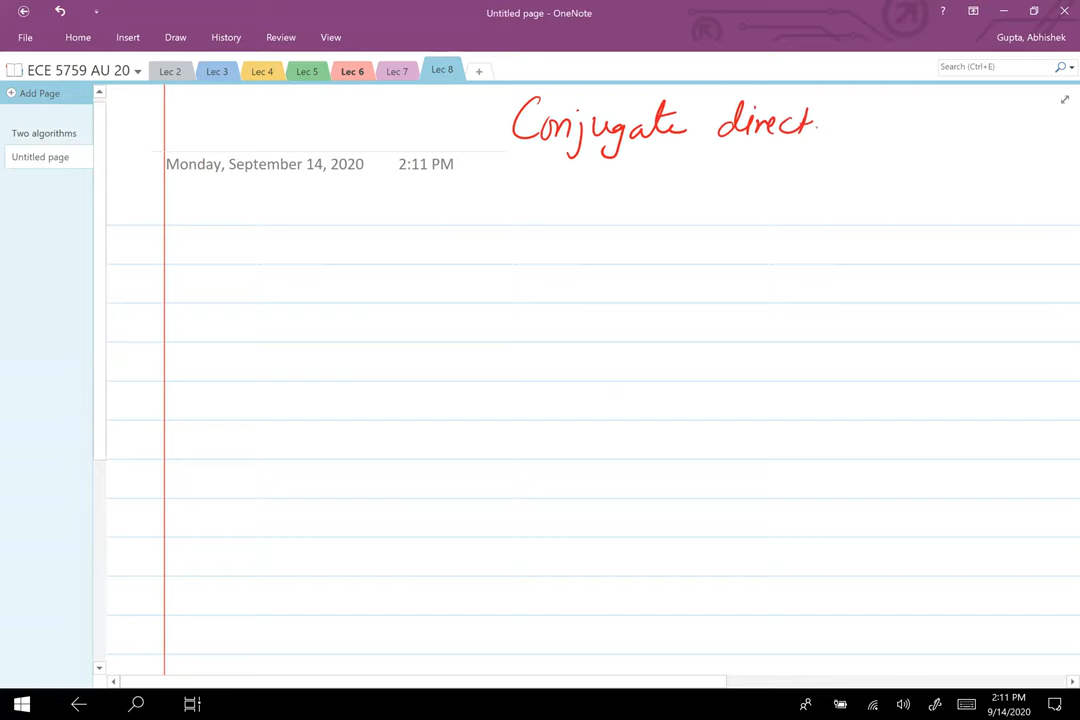 Untitled page - OneNote
?
File Home Insert Draw History Review View
Gupta, Abhishek
ECE 5759 AU 20
Lec 2 Lec 3 Lec 4 Lec 5 Lec 6 Lec 7 Lec 8 +
Search (Ctrl+E)
Add Page
Two algorithms
Untitled page
Conjugate direct
Monday, September 14, 2020 2:11 PM
2:11 PM
9/14/2020